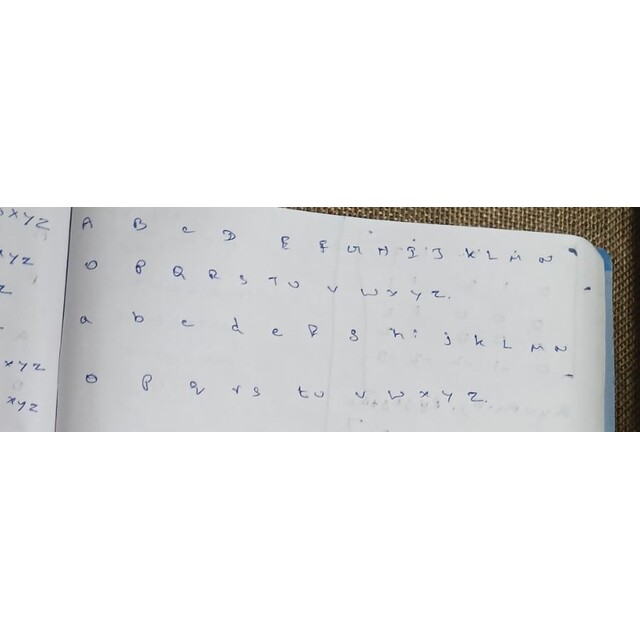 A B C D E F G H I J K L M N
O P Q R S T U V W X Y Z.
a b c d e f g h i j k L M N
O p q r s t u v w x y z.
xyz
xyz
z
xyz
xyz